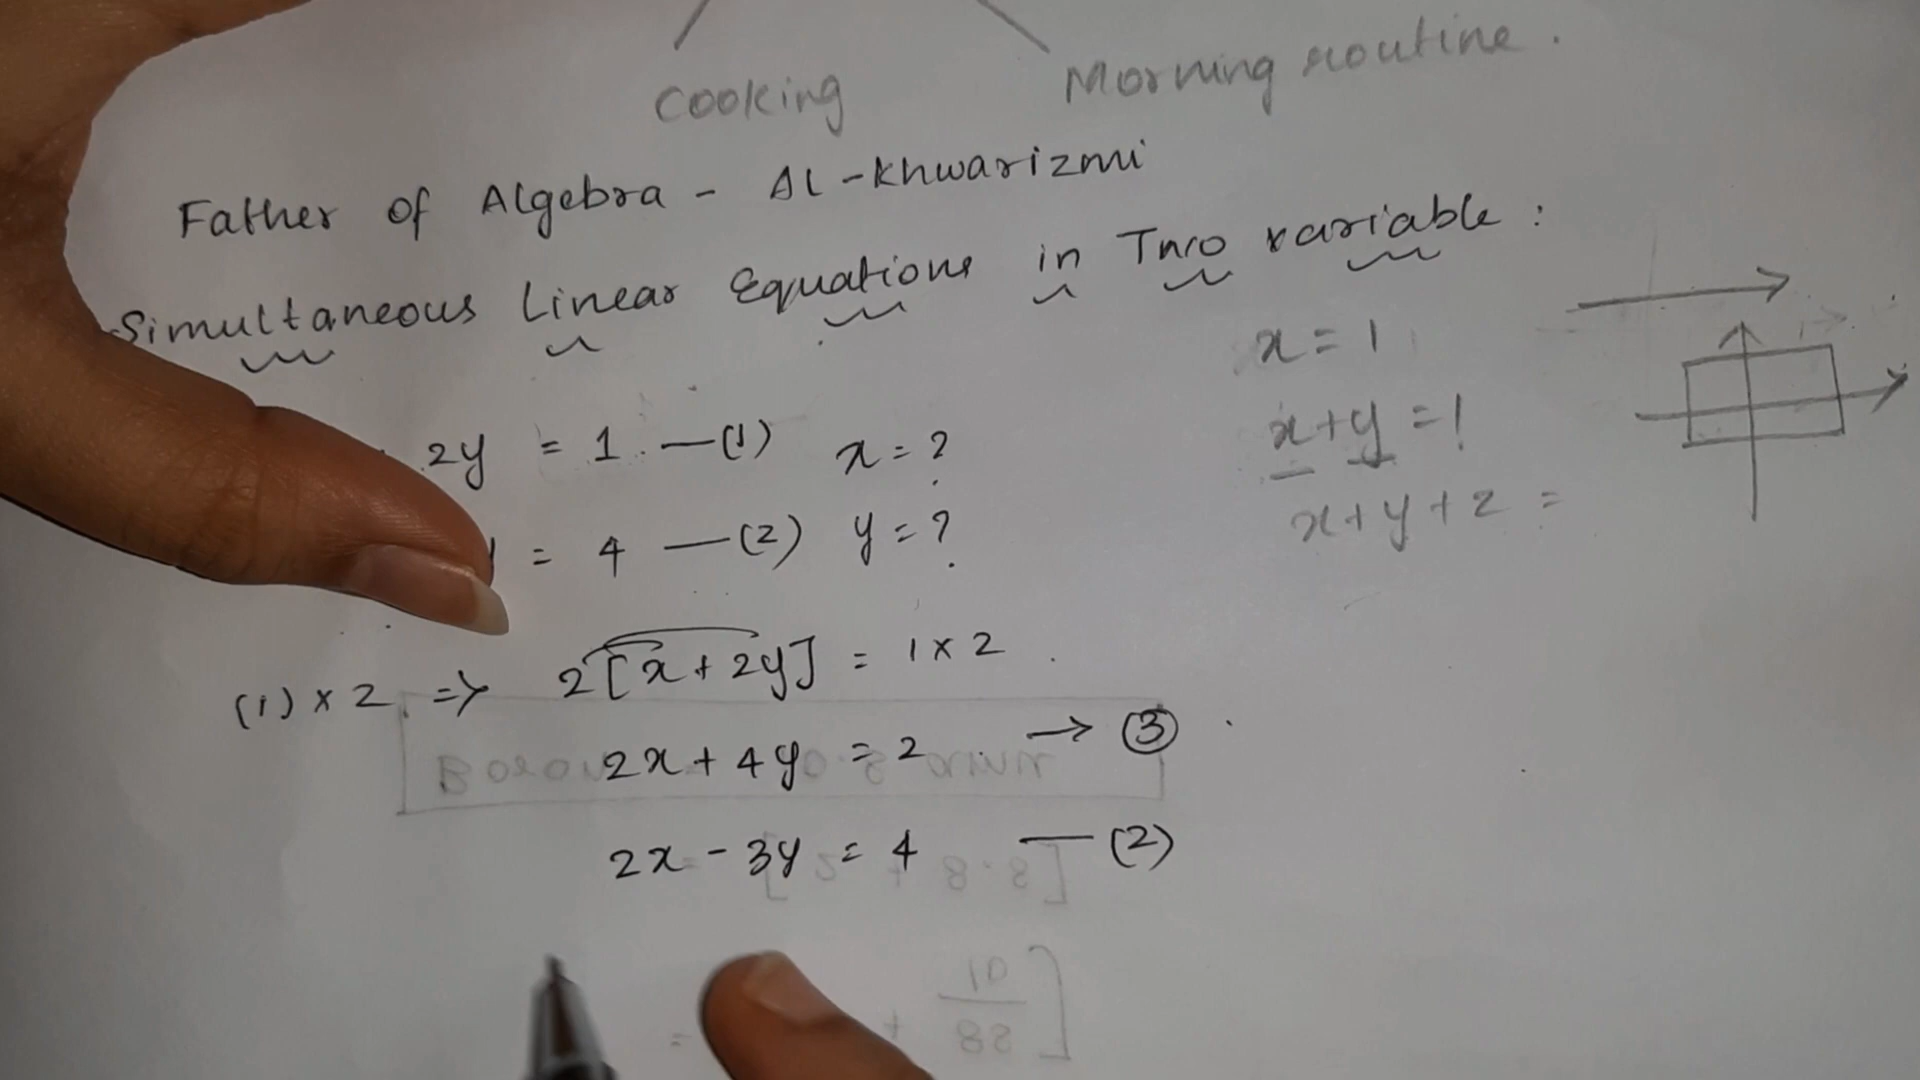 Cooking
Morning routine.
Father of Algebra - Al-Khwarizmi
Simultaneous Linear Equations in Two variable :
x = 1
x+y = 1
x+y+z =
2y = 1 —(1) x = ?
= 4 —(2) y = ?
(1) × 2 => 2[x + 2y] = 1 × 2
2x + 4y = 2 → ③
2x - 3y = 4 — (2)